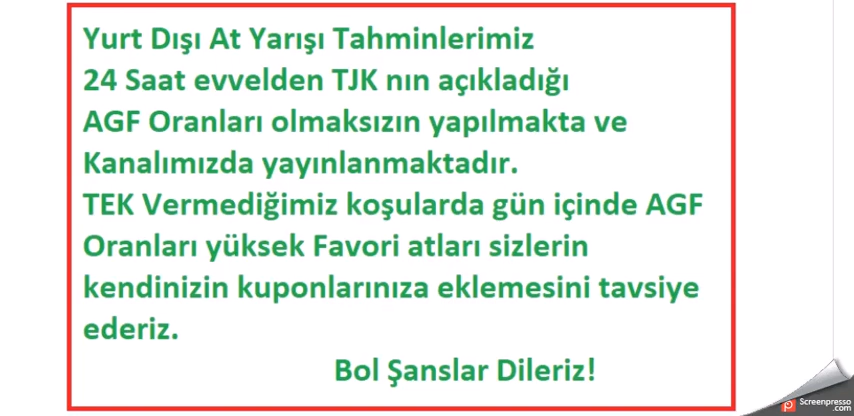 Yurt Dışı At Yarışı Tahminlerimiz
24 Saat evvelden TJK nın açıkladığı
AGF Oranları olmaksızın yapılmakta ve
Kanalımızda yayınlanmaktadır.
TEK Vermediğimiz koşularda gün içinde AGF
Oranları yüksek Favori atları sizlerin
kendinizin kuponlarınıza eklemesini tavsiye
ederiz.
Bol Şanslar Dileriz!
Screenpresso
.com